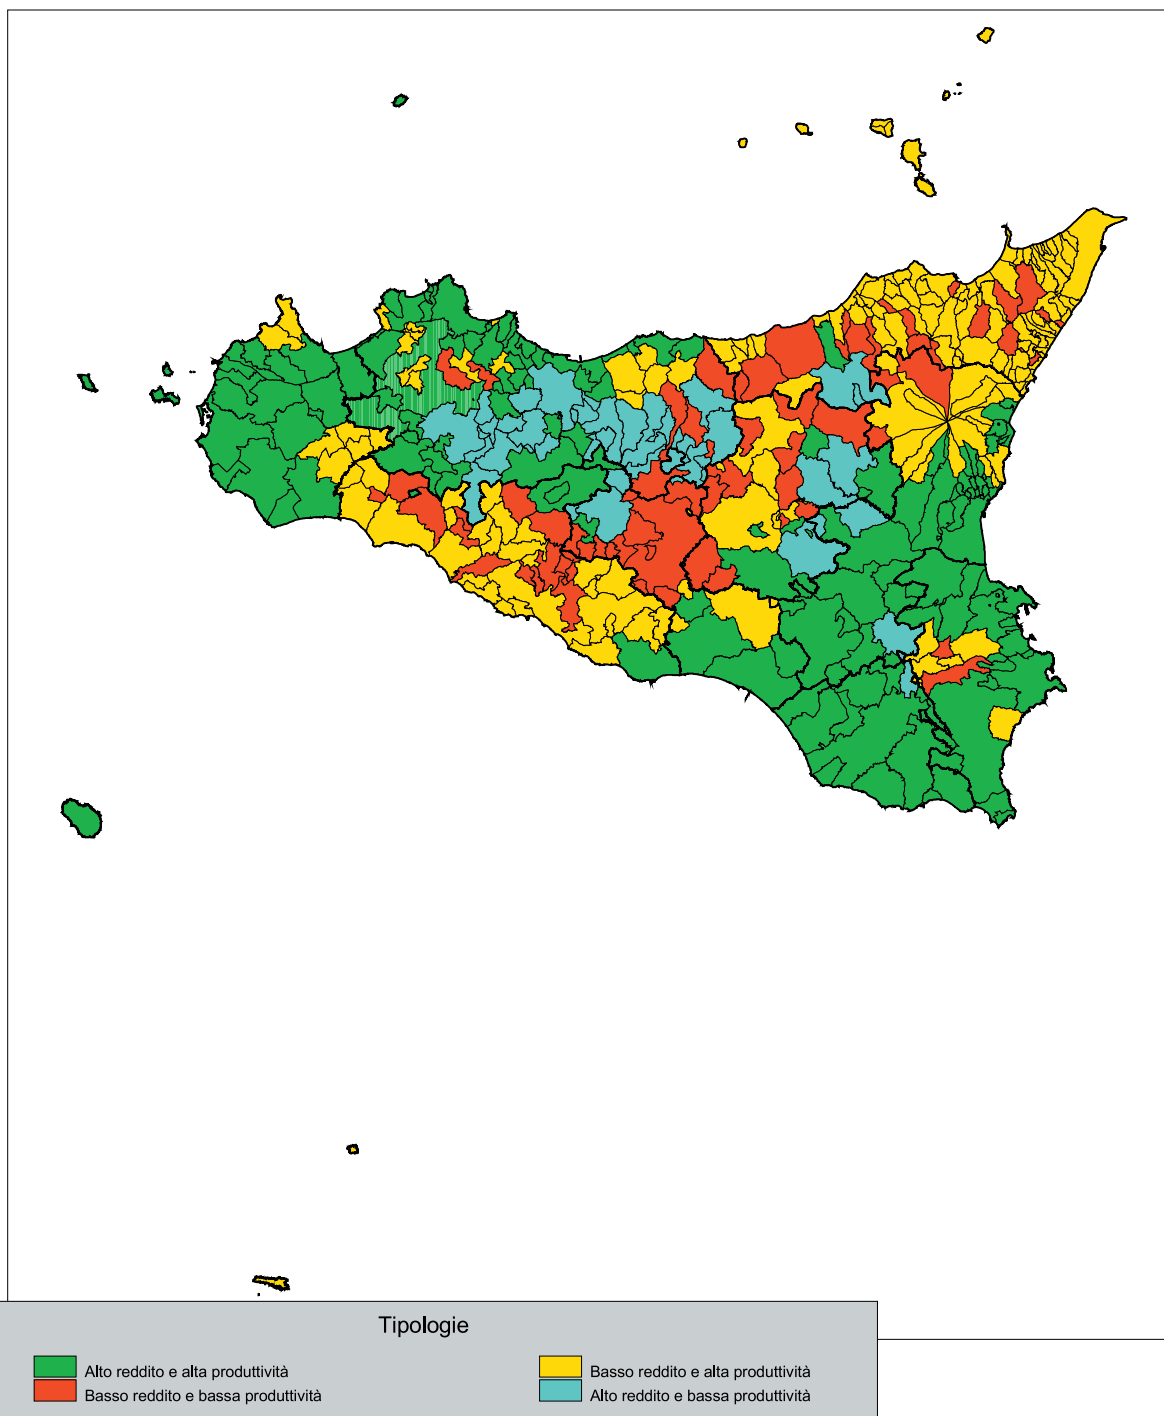 Tipologie
Alto reddito e alta produttività
Basso reddito e alta produttività
Basso reddito e bassa produttività
Alto reddito e bassa produttività